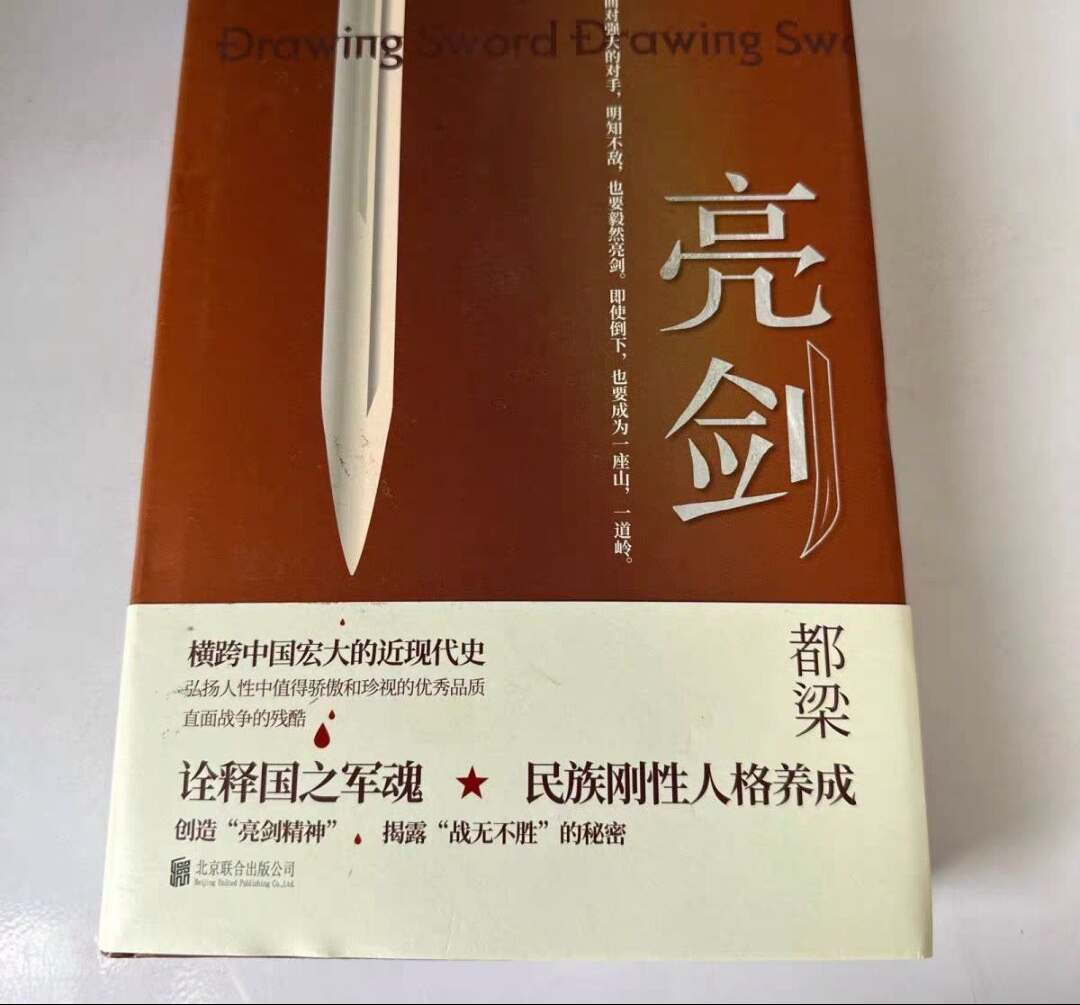 Drawing Sword Drawing Sw
面对强大的对手，明知不敌，也要毅然亮剑。即使倒下，也要成为一座山，一道岭。
亮剑
都梁
横跨中国宏大的近现代史
弘扬人性中值得骄傲和珍视的优秀品质
直面战争的残酷
诠释国之军魂 ★ 民族刚性人格养成
创造“亮剑精神” 揭露“战无不胜”的秘密
北京联合出版公司
Beijing United Publishing Co.,Ltd.